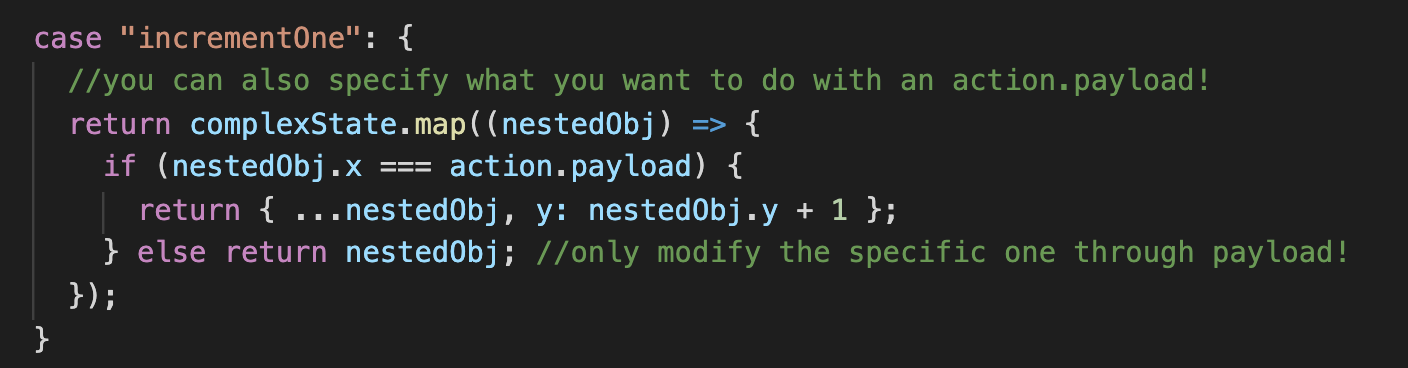 case "incrementOne": {
  //you can also specify what you want to do with an action.payload!
  return complexState.map((nestedObj) => {
    if (nestedObj.x === action.payload) {
      return { ...nestedObj, y: nestedObj.y + 1 };
    } else return nestedObj; //only modify the specific one through payload!
  });
}